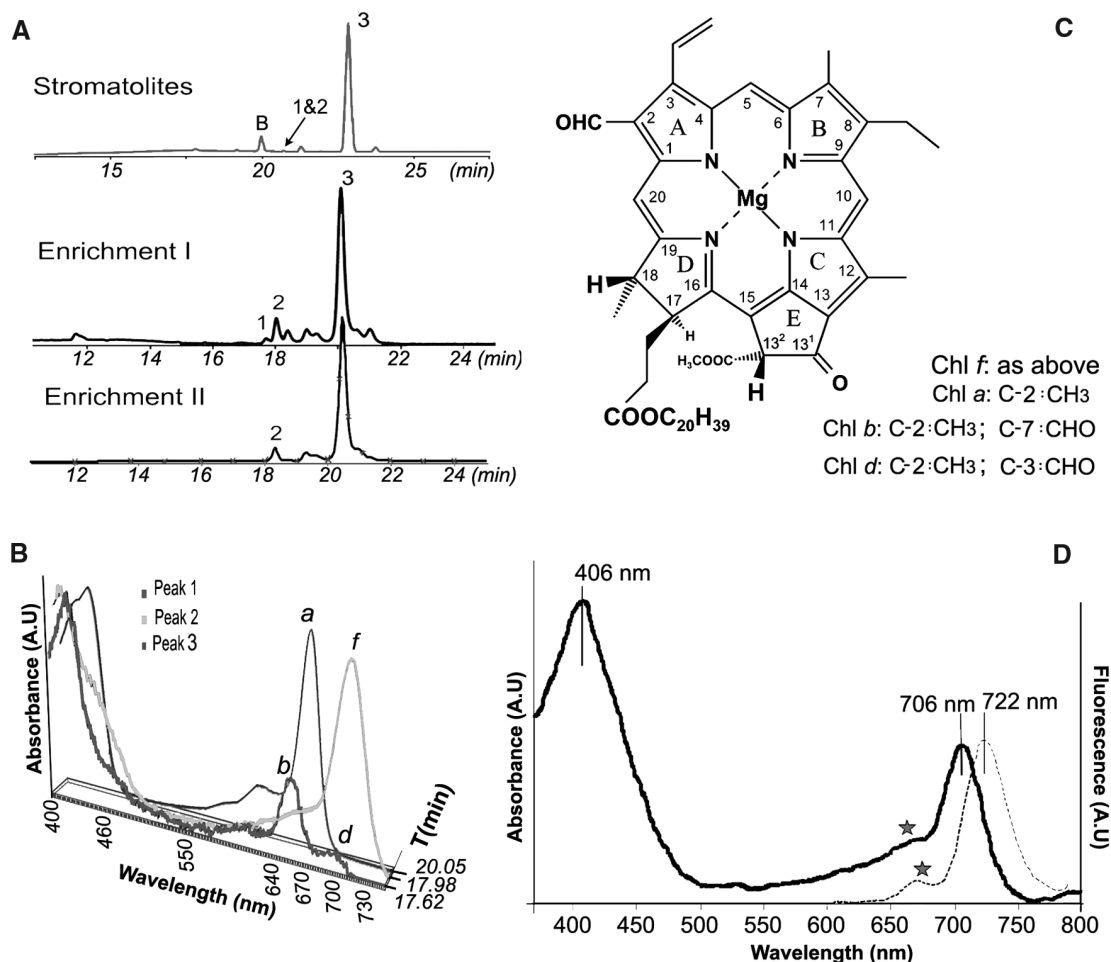 A
Stromatolites
3
B
1&2
15
20
25
(min)
Enrichment I
3
2
1
12
14
16
18
20
22
24
(min)
Enrichment II
2
12
14
16
18
20
22
24
(min)
C
OHC
3
5
7
2
4
6
8
A
B
1
9
N
N
20
Mg
10
11
19
N
N
H
18
D
C
12
16
14
17
15
13
H
E
H₃COOC
13²
13¹
H
O
COOC₂₀H₃₉
Chl f: as above
Chl a: C-2:CH3
Chl b: C-2:CH3; C-7:CHO
Chl d: C-2:CH3; C-3:CHO
B
Peak 1
Peak 2
Peak 3
a
f
b
d
Absorbance (A.U)
400
460
550
640
670
700
730
Wavelength (nm)
T(min)
20.05
17.98
17.62
D
406 nm
706 nm
722 nm
Absorbance (A.U)
Fluorescence (A.U)
400
450
500
550
600
650
700
750
800
Wavelength (nm)